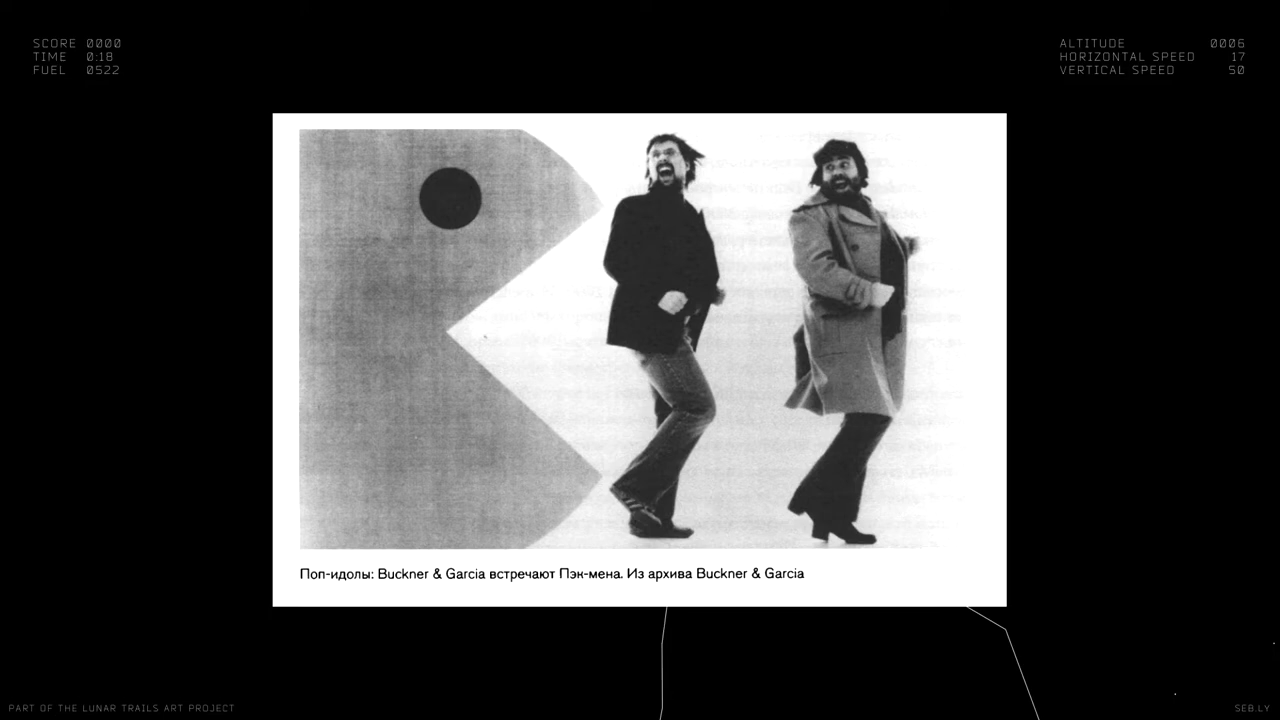 SCORE 0000
TIME 0:18
FUEL 0522
ALTITUDE 0006
HORIZONTAL SPEED 17
VERTICAL SPEED 50
Поп-идолы: Buckner & Garcia встречают Пэк-мена. Из архива Buckner & Garcia
PART OF THE LUNAR TRAILS ART PROJECT
SEB.LY